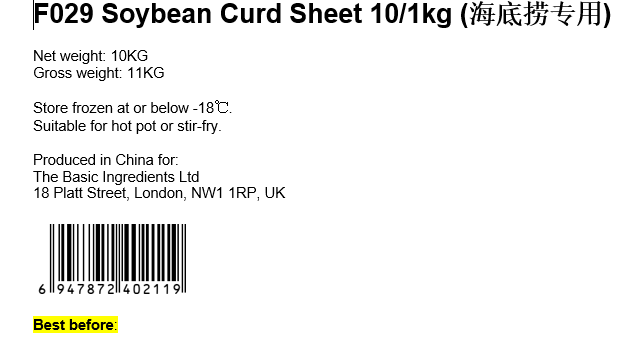 F029 Soybean Curd Sheet 10/1kg (海底捞专用)
Net weight: 10KG
Gross weight: 11KG
Store frozen at or below -18℃.
Suitable for hot pot or stir-fry.
Produced in China for:
The Basic Ingredients Ltd
18 Platt Street, London, NW1 1RP, UK
6 947872 402119
Best before: